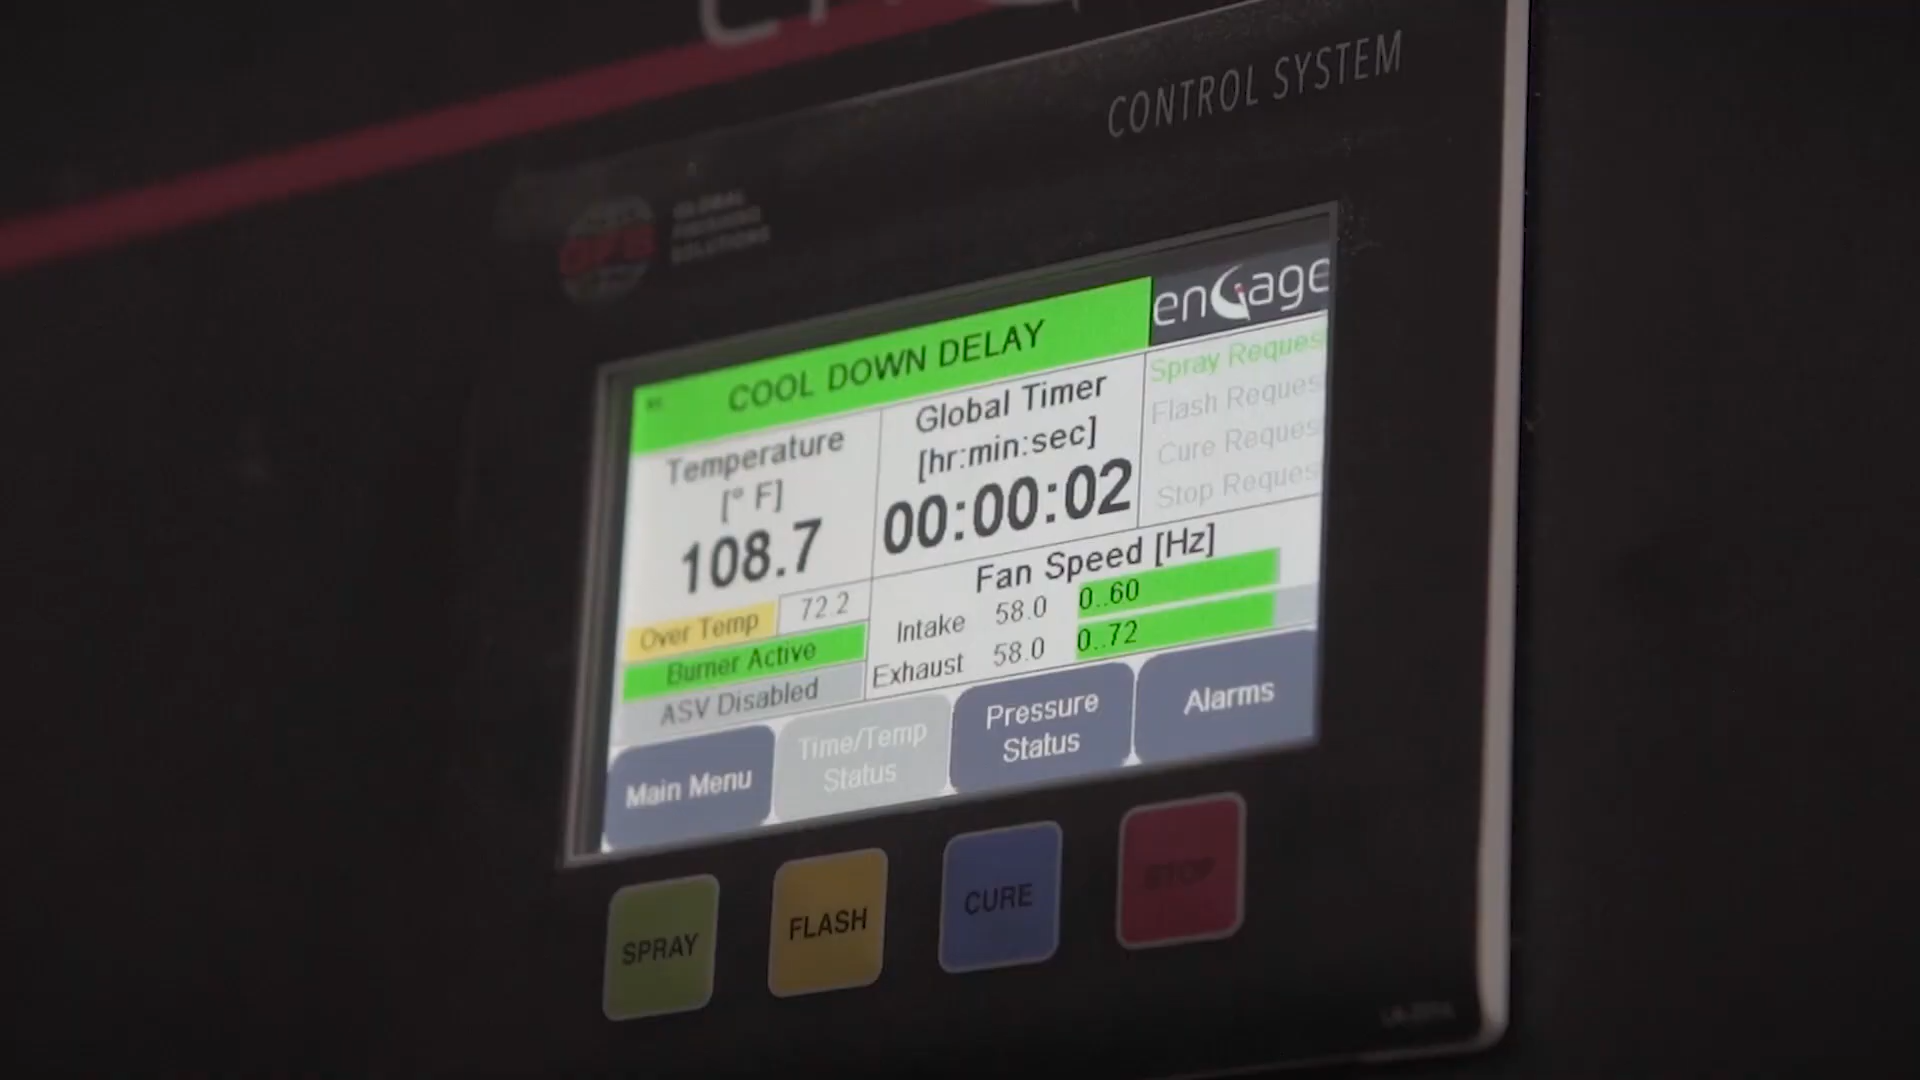 CONTROL SYSTEM
GLOBAL
FINISHING
SOLUTIONS
COOL DOWN DELAY
enGage
Temperature
[° F]
108.7
Global Timer
[hr:min:sec]
00:00:02
Spray Reques
Flash Reques
Cure Reques
Stop Reques
Over Temp 72.2
Burner Active
ASV Disabled
Fan Speed [Hz]
Intake 58.0 0..60
Exhaust 58.0 0..72
Main Menu
Time/Temp
Status
Pressure
Status
Alarms
SPRAY
FLASH
CURE
STOP